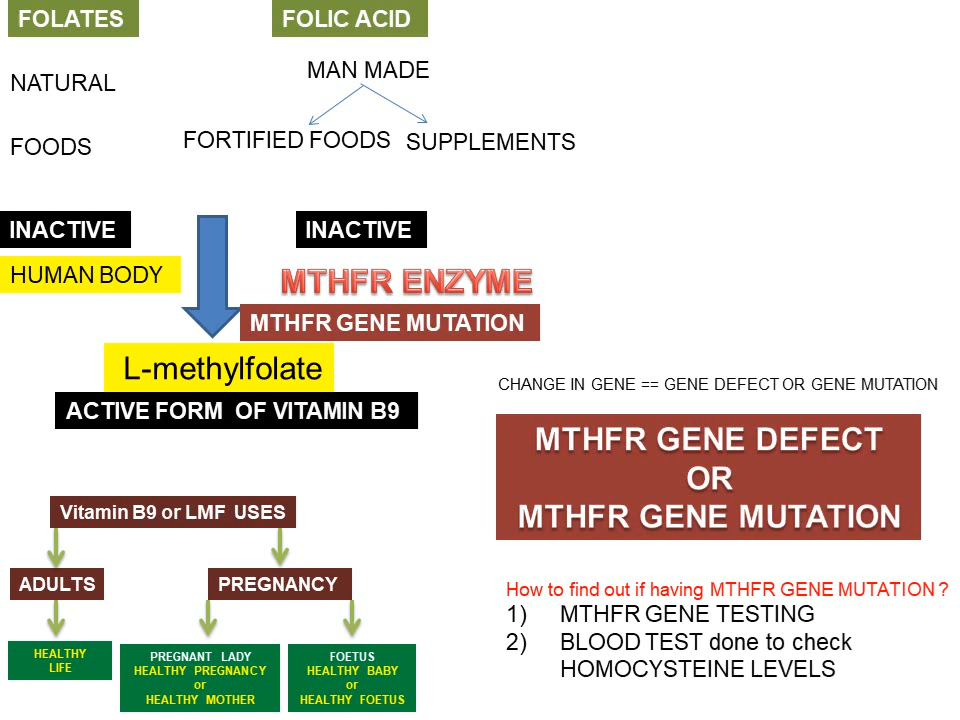 FOLATES
FOLIC ACID
NATURAL
MAN MADE
FOODS
FORTIFIED FOODS
SUPPLEMENTS
INACTIVE
INACTIVE
HUMAN BODY
MTHFR ENZYME
MTHFR GENE MUTATION
L-methylfolate
ACTIVE FORM OF VITAMIN B9
CHANGE IN GENE == GENE DEFECT OR GENE MUTATION
MTHFR GENE DEFECT
OR
MTHFR GENE MUTATION
Vitamin B9 or LMF USES
ADULTS
PREGNANCY
HEALTHY
LIFE
PREGNANT LADY
HEALTHY PREGNANCY
or
HEALTHY MOTHER
FOETUS
HEALTHY BABY
or
HEALTHY FOETUS
How to find out if having MTHFR GENE MUTATION ?
1) MTHFR GENE TESTING
2) BLOOD TEST done to check
HOMOCYSTEINE LEVELS